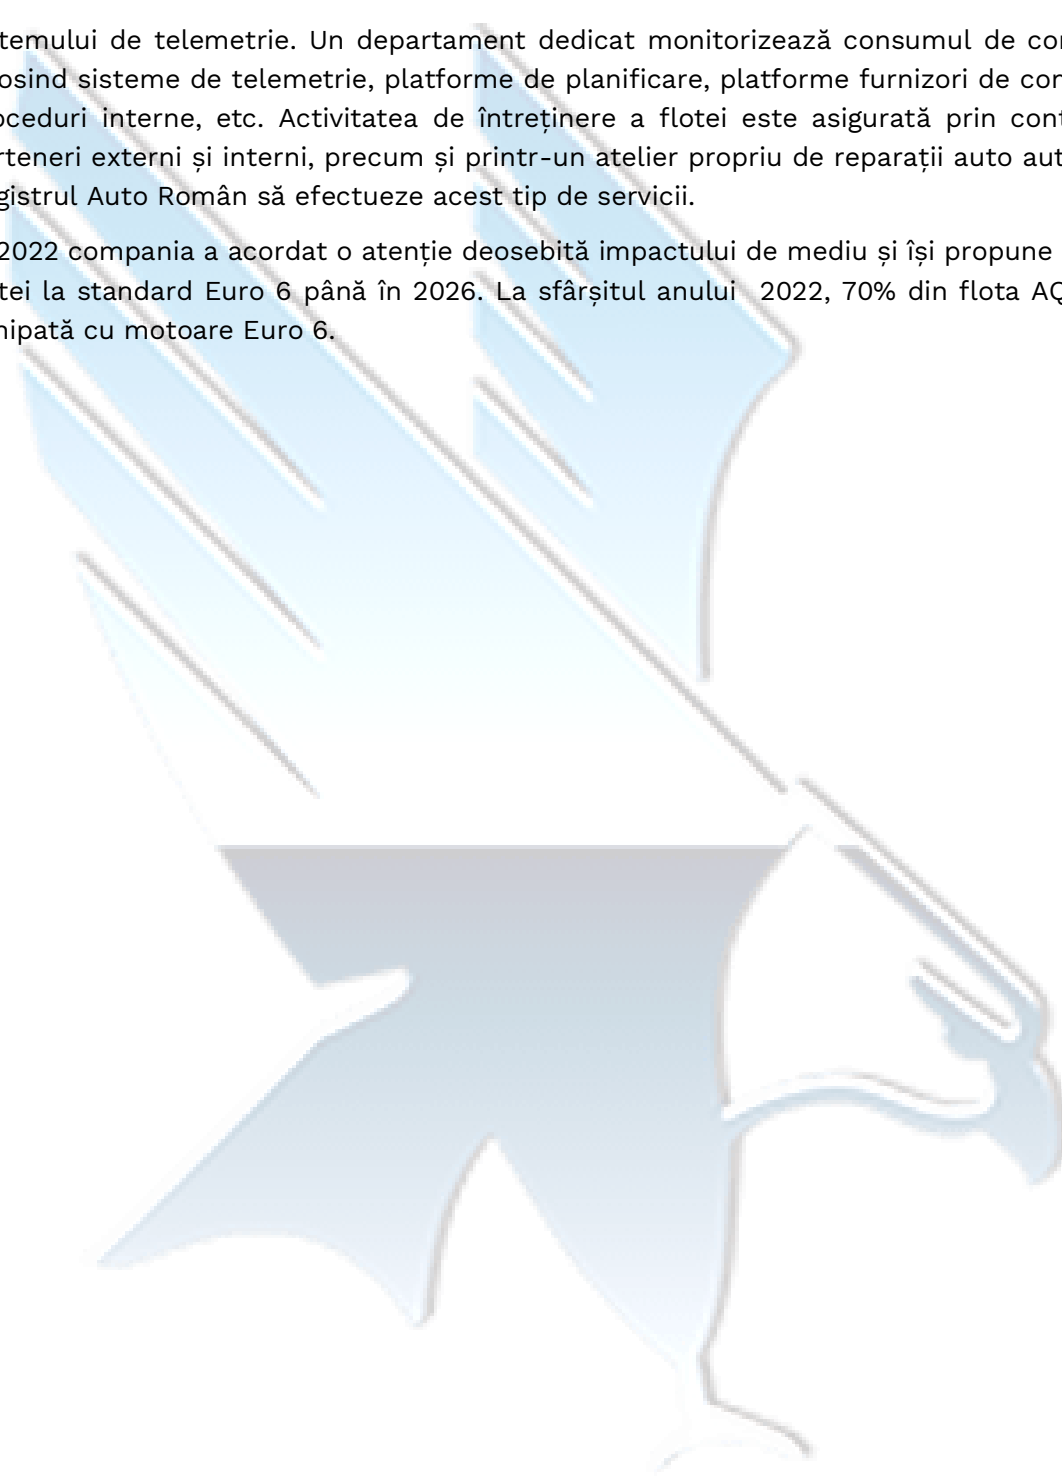 temului de telemetrie. Un departament dedicat monitorizează consumul de co
osind sisteme de telemetrie, platforme de planificare, platforme furnizori de con
oceduri interne, etc. Activitatea de întreținere a flotei este asigurată prin cont
rteneri externi și interni, precum și printr-un atelier propriu de reparații auto aut
gistrul Auto Român să efectueze acest tip de servicii.
2022 compania a acordat o atenție deosebită impactului de mediu și își propune
tei la standard Euro 6 până în 2026. La sfârșitul anului 2022, 70% din flota AQ
hipată cu motoare Euro 6.